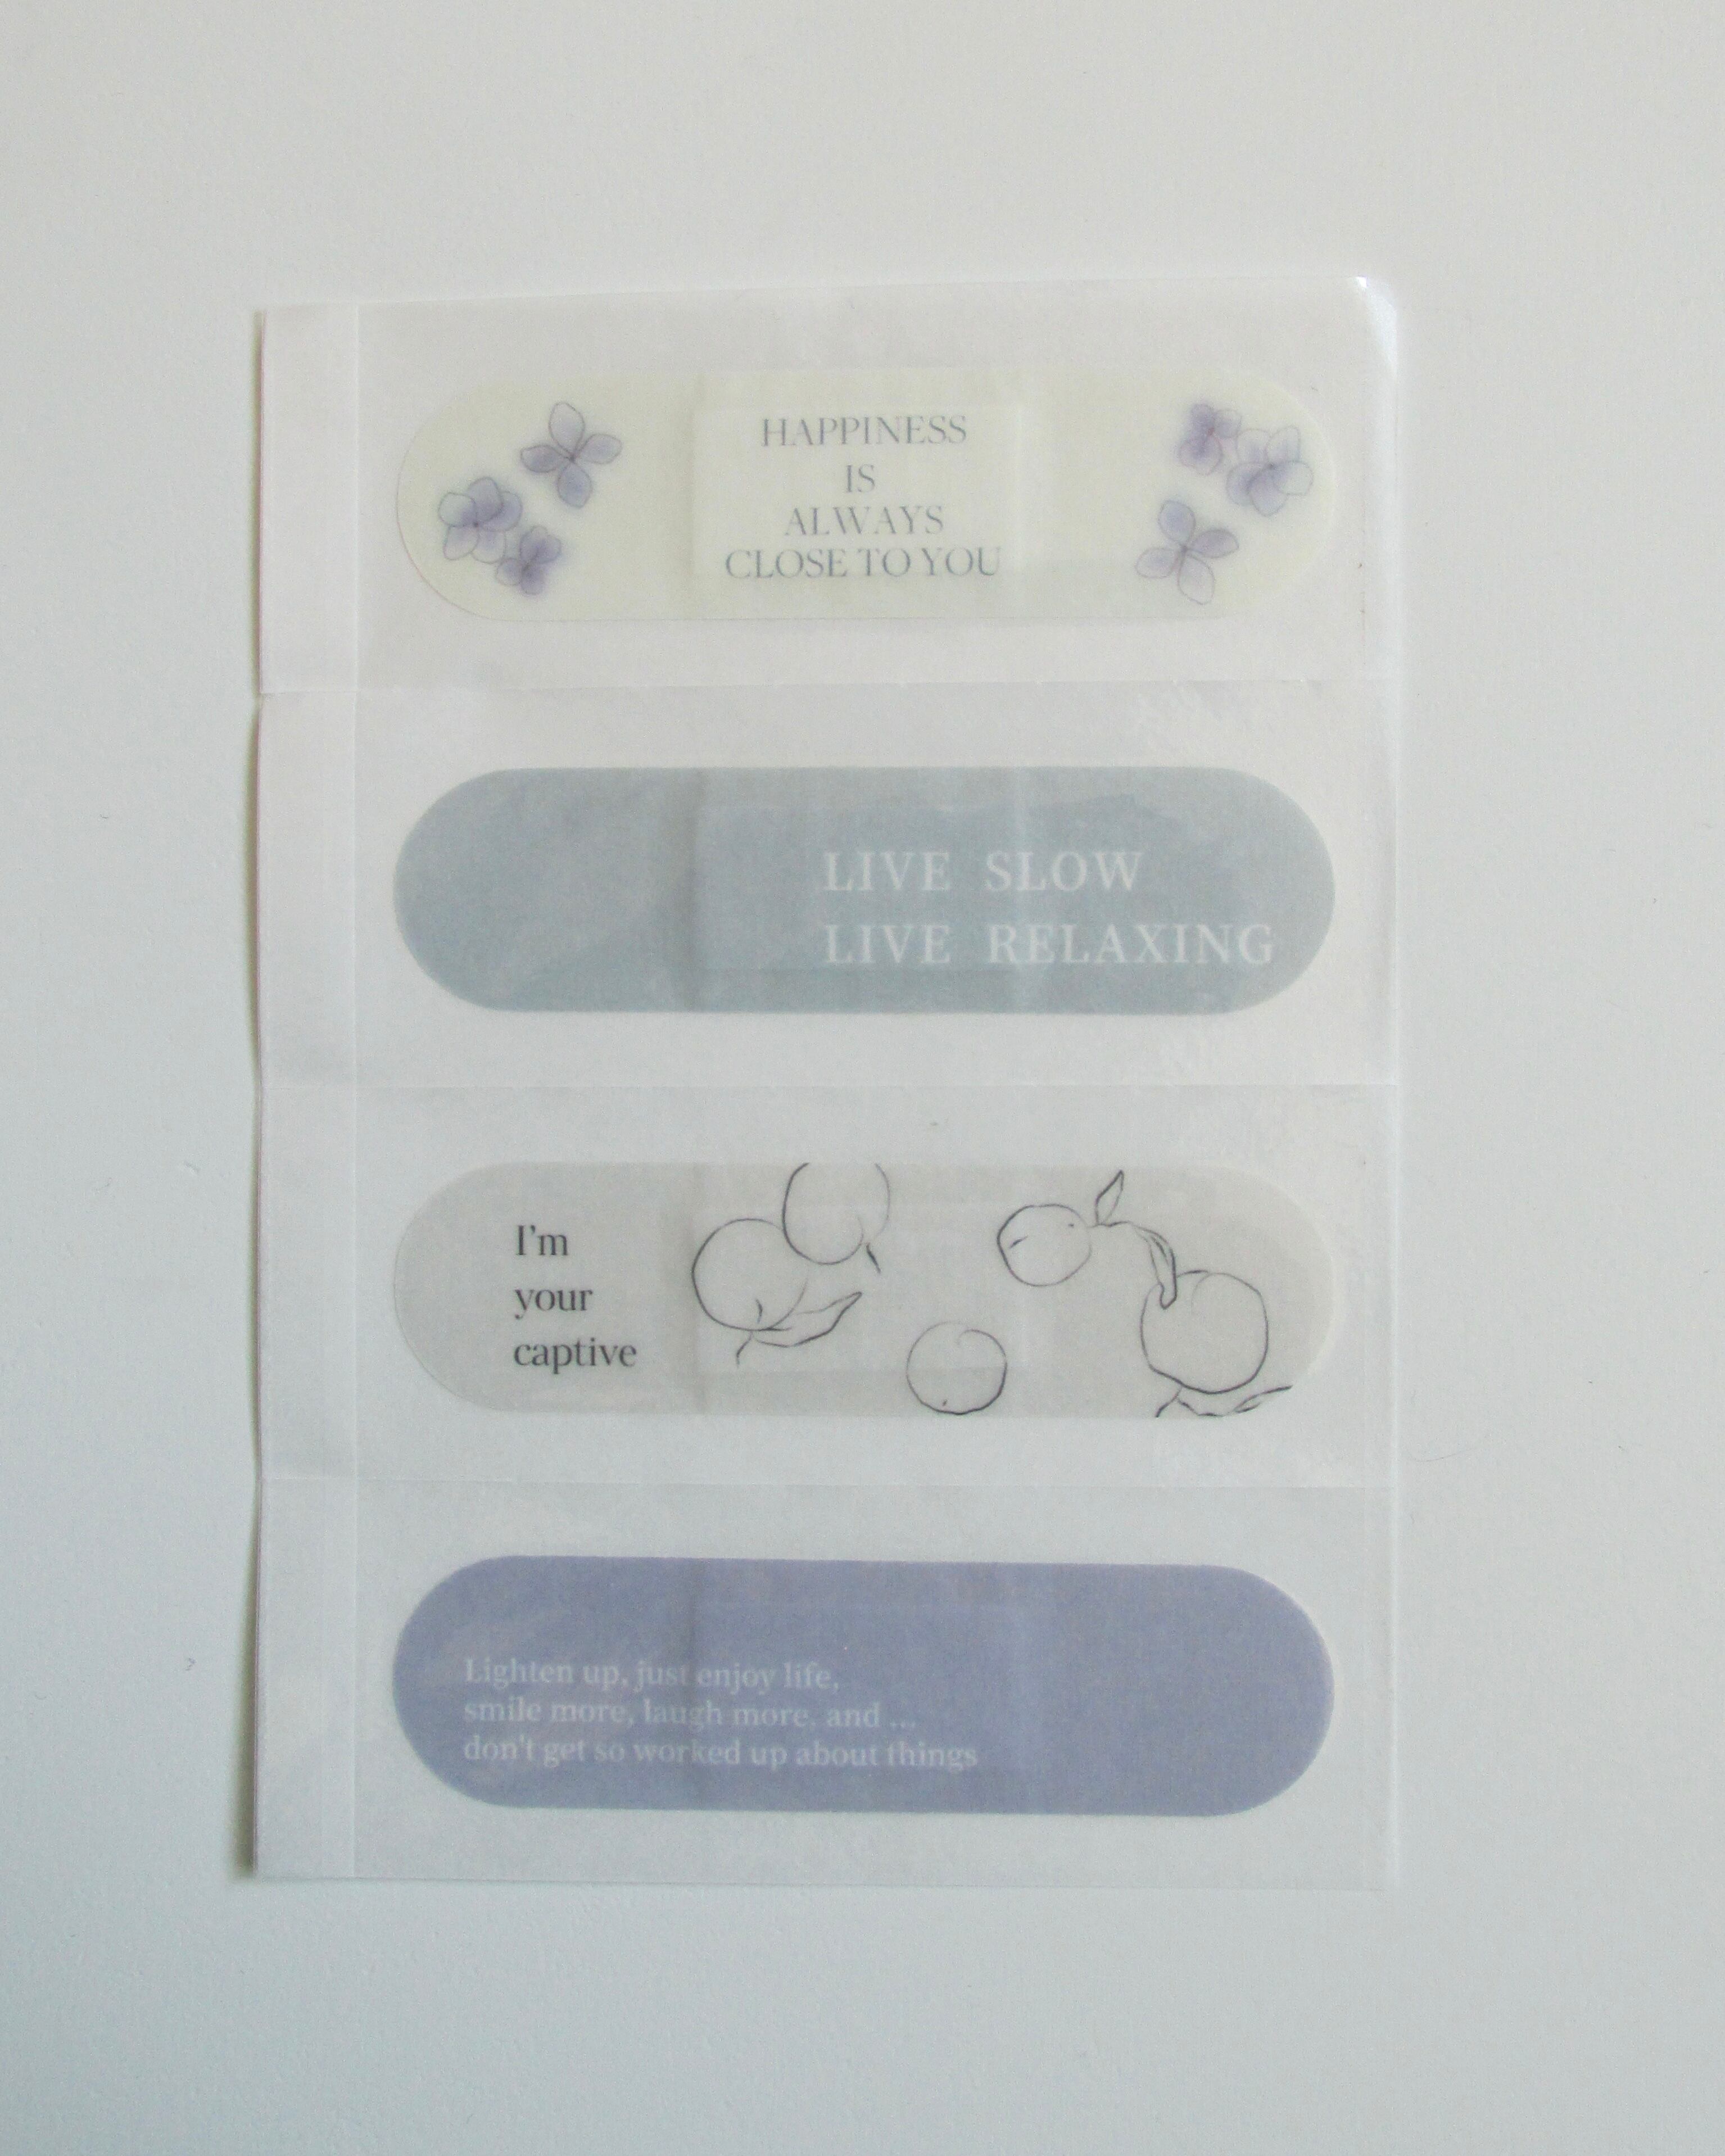 HAPPINESS
IS
ALWAYS
CLOSE TO YOU
LIVE SLOW
LIVE RELAXING
I'm
your
captive
Lighten up, just enjoy life,
smile more, laugh more, and ...
don't get so worked up about things